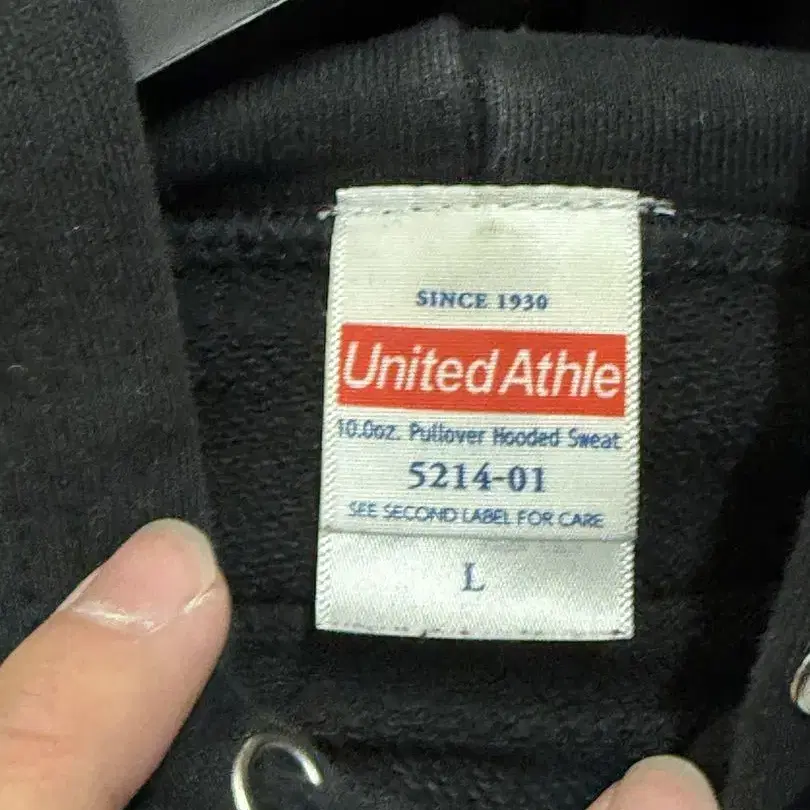 SINCE 1930
United Athle
10.0oz. Pullover Hooded Sweat
5214-01
SEE SECOND LABEL FOR CARE
L